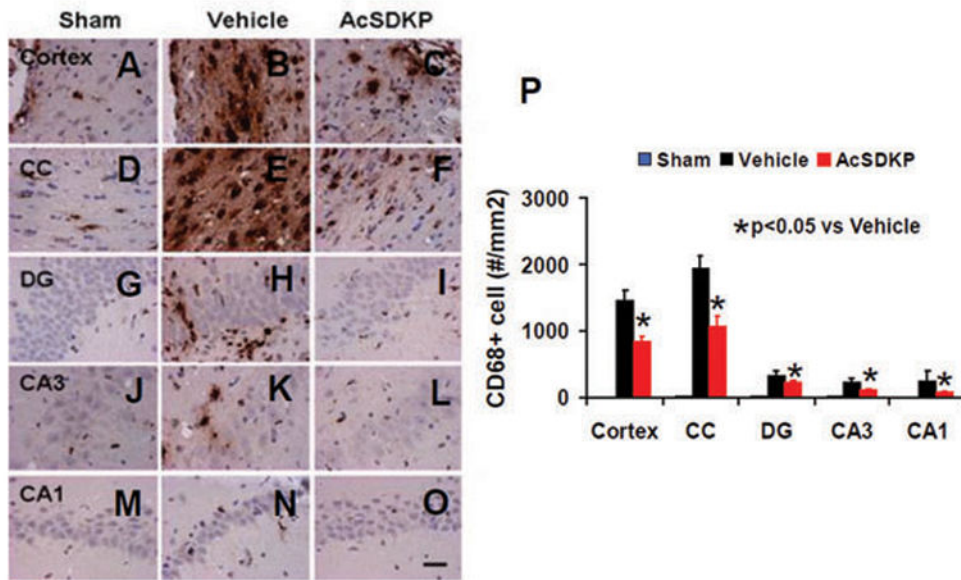 Sham Vehicle AcSDKP
Cortex A B C
CC D E F
DG G H I
CA3 J K L
CA1 M N O
P
Sham Vehicle AcSDKP
*p<0.05 vs Vehicle
CD68+ cell (#/mm2)
3000
2000
1000
0
* * * * *
Cortex CC DG CA3 CA1